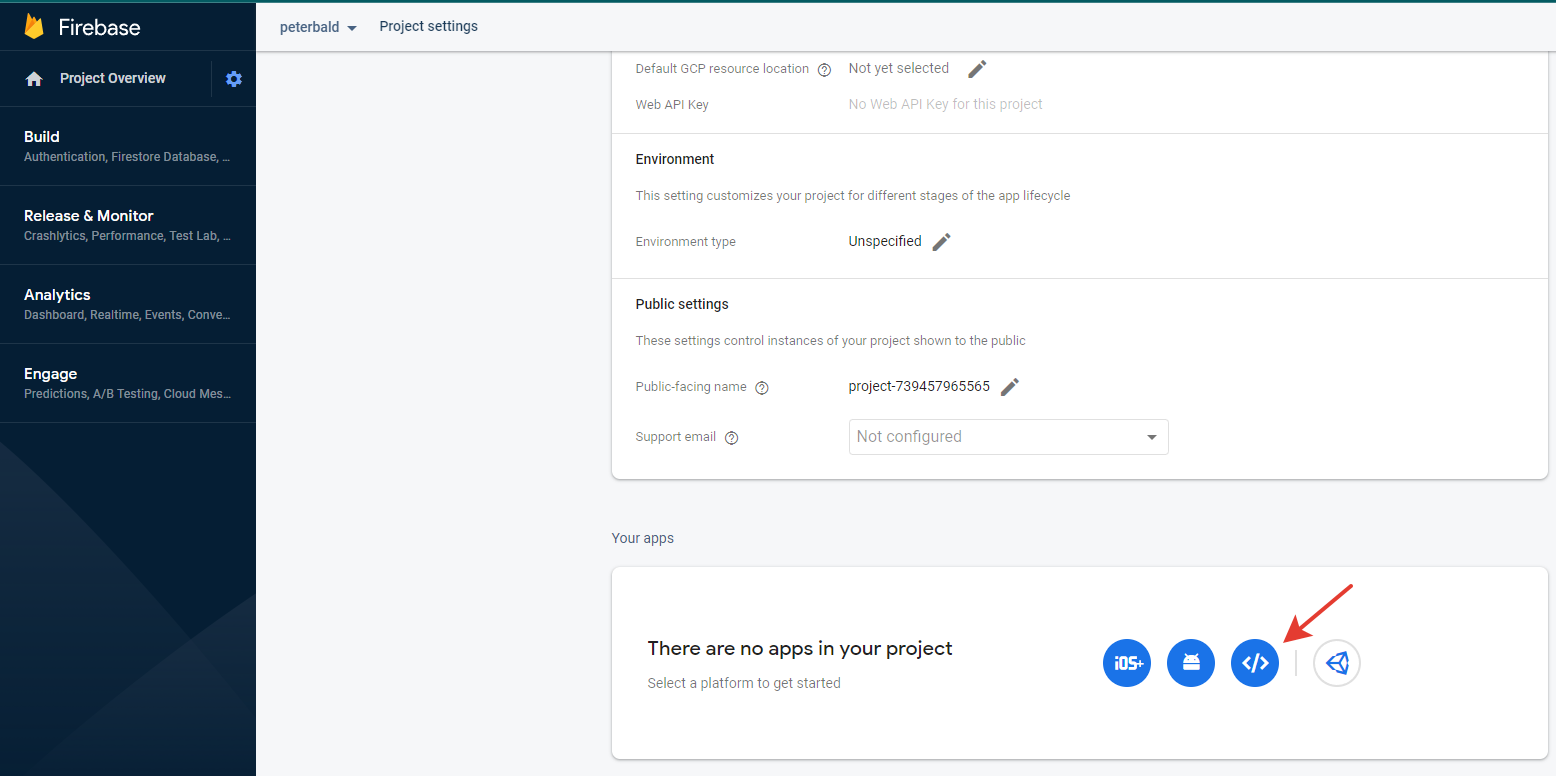 Firebase
peterbald
Project settings
Project Overview
Build
Authentication, Firestore Database, ...
Release & Monitor
Crashlytics, Performance, Test Lab, ...
Analytics
Dashboard, Realtime, Events, Conve...
Engage
Predictions, A/B Testing, Cloud Mes...
Default GCP resource location ? Not yet selected
Web API Key No Web API Key for this project
Environment
This setting customizes your project for different stages of the app lifecycle
Environment type Unspecified
Public settings
These settings control instances of your project shown to the public
Public-facing name ? project-739457965565
Support email ? Not configured
Your apps
There are no apps in your project
Select a platform to get started
iOS+ </>